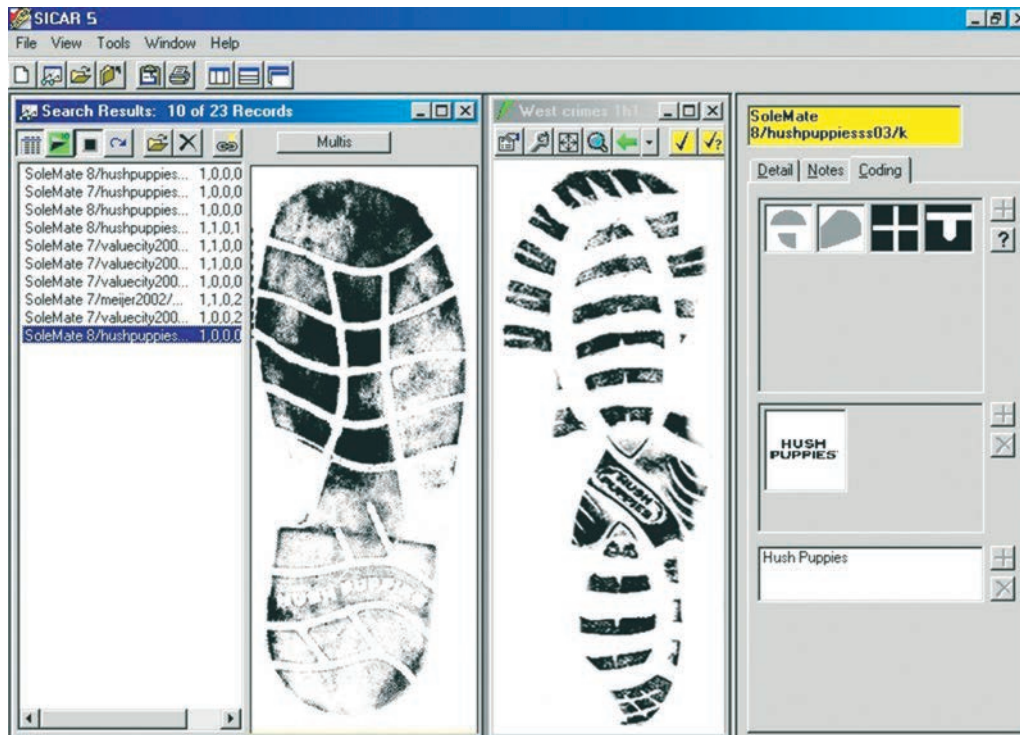 SICAR 5
File View Tools Window Help
Search Results: 10 of 23 Records
Multis
SoleMate 8/hushpuppies... 1,0,0,0
SoleMate 7/hushpuppies... 1,0,0,0
SoleMate 8/hushpuppies... 1,0,0,0
SoleMate 8/hushpuppies... 1,1,0,1
SoleMate 7/valuecity200... 1,1,0,0
SoleMate 7/valuecity200... 1,1,0,0
SoleMate 7/valuecity200... 1,0,0,0
SoleMate 7/meijer2002/... 1,1,0,2
SoleMate 7/valuecity200... 1,0,0,2
SoleMate 8/hushpuppies... 1,0,0,0
HUSH PUPPIES
West crimes
HUSH
PUPPIES
SoleMate
8/hushpuppiesss03/k
Detail Notes Coding
?
HUSH
PUPPIES
Hush Puppies